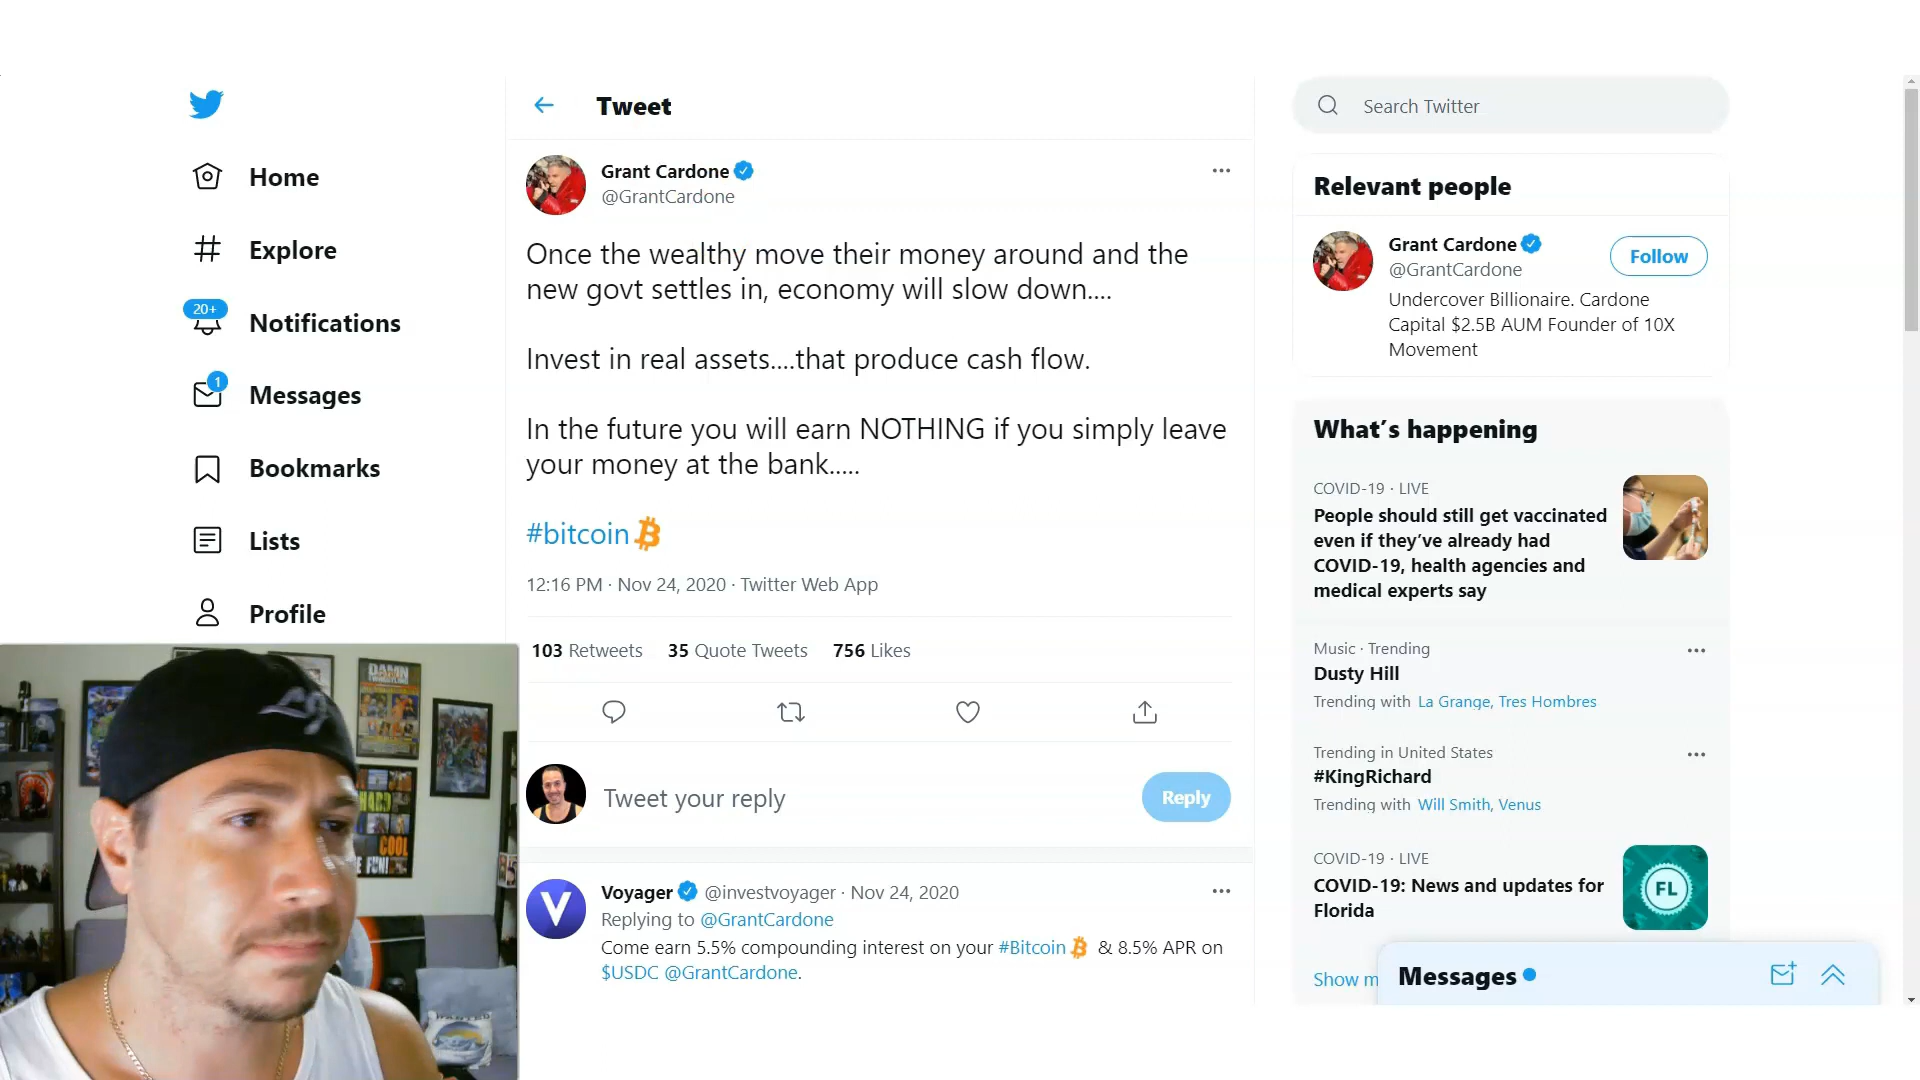 Home
Explore
20+
Notifications
1
Messages
Bookmarks
Lists
Profile
Tweet
Grant Cardone
@GrantCardone
Once the wealthy move their money around and the
new govt settles in, economy will slow down....
Invest in real assets....that produce cash flow.
In the future you will earn NOTHING if you simply leave
your money at the bank.....
#bitcoin
12:16 PM · Nov 24, 2020 · Twitter Web App
103 Retweets 35 Quote Tweets 756 Likes
Tweet your reply
Reply
Voyager @investvoyager · Nov 24, 2020
Replying to @GrantCardone
Come earn 5.5% compounding interest on your #Bitcoin & 8.5% APR on
$USDC @GrantCardone.
Search Twitter
Relevant people
Grant Cardone
@GrantCardone
Follow
Undercover Billionaire. Cardone
Capital $2.5B AUM Founder of 10X
Movement
What's happening
COVID-19 · LIVE
People should still get vaccinated
even if they've already had
COVID-19, health agencies and
medical experts say
Music · Trending
Dusty Hill
Trending with La Grange, Tres Hombres
Trending in United States
#KingRichard
Trending with Will Smith, Venus
COVID-19 · LIVE
COVID-19: News and updates for
Florida
FL
Show m
Messages
DAMN
HARD
COOL
FUN!
WANTED